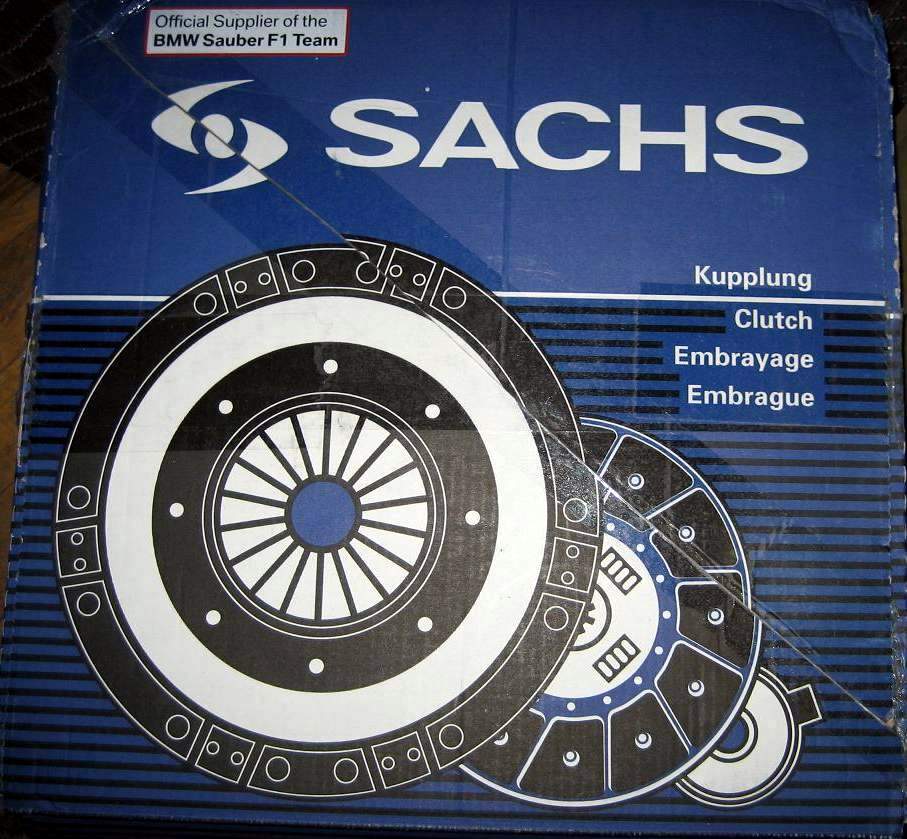 Official Supplier of the
BMW Sauber F1 Team
SACHS
Kupplung
Clutch
Embrayage
Embrague